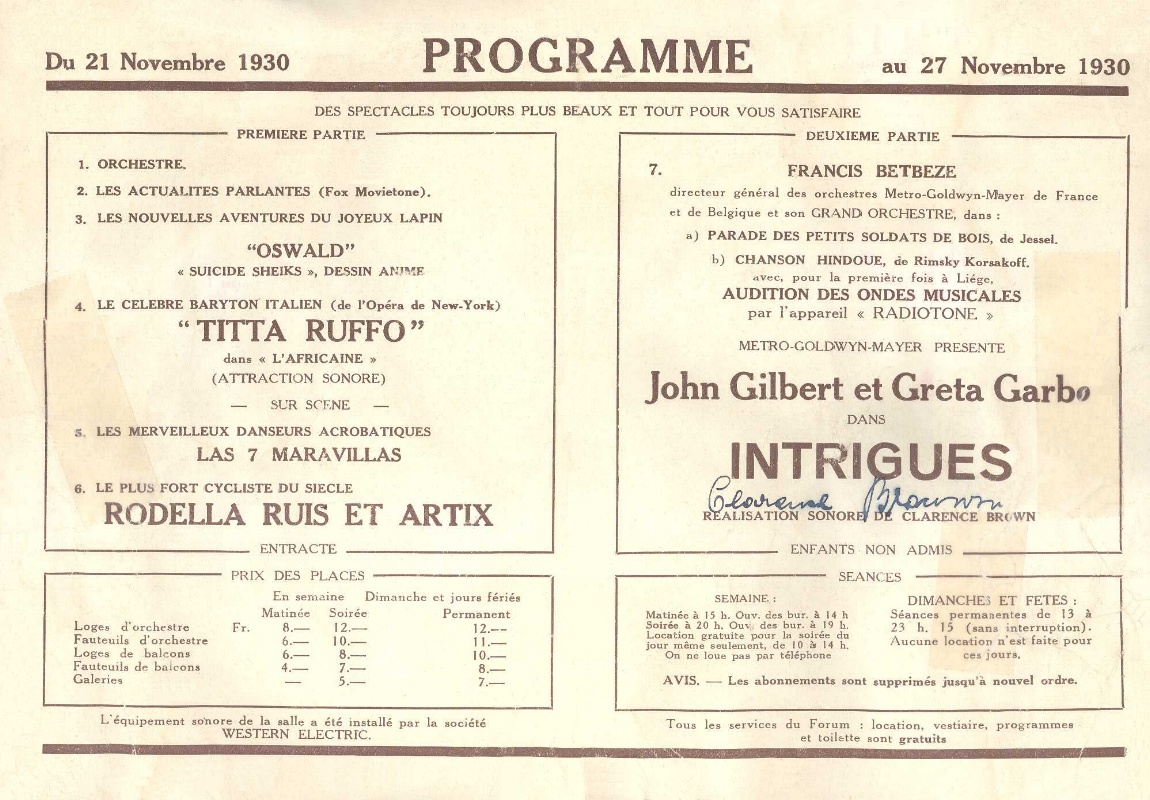 Du 21 Novembre 1930
PROGRAMME
au 27 Novembre 1930
DES SPECTACLES TOUJOURS PLUS BEAUX ET TOUT POUR VOUS SATISFAIRE
PREMIERE PARTIE
1. ORCHESTRE.
2. LES ACTUALITES PARLANTES (Fox Movietone).
3. LES NOUVELLES AVENTURES DU JOYEUX LAPIN
"OSWALD"
« SUICIDE SHEIKS », DESSIN ANIME
4. LE CELEBRE BARYTON ITALIEN (de l'Opéra de New-York)
"TITTA RUFFO"
dans « L'AFRICAINE »
(ATTRACTION SONORE)
— SUR SCENE —
5. LES MERVEILLEUX DANSEURS ACROBATIQUES
LAS 7 MARAVILLAS
6. LE PLUS FORT CYCLISTE DU SIECLE
RODELLA RUIS ET ARTIX
ENTRACTE
DEUXIEME PARTIE
7. FRANCIS BETBEZE
directeur général des orchestres Metro-Goldwyn-Mayer de France
et de Belgique et son GRAND ORCHESTRE, dans :
a) PARADE DES PETITS SOLDATS DE BOIS, de Jessel.
b) CHANSON HINDOUE, de Rimsky Korsakoff.
avec, pour la première fois à Liége,
AUDITION DES ONDES MUSICALES
par l'appareil « RADIOTONE »
METRO-GOLDWYN-MAYER PRESENTE
John Gilbert et Greta Garbo
DANS
INTRIGUES
Clarence Brown
REALISATION SONORE DE CLARENCE BROWN
ENFANTS NON ADMIS
PRIX DES PLACES
En semaine Dimanche et jours fériés
Matinée Soirée Permanent
Loges d'orchestre Fr. 8.— 12.— 12.--
Fauteuils d'orchestre 6.— 10.— 11.—
Loges de balcons 6.— 8.— 10.—
Fauteuils de balcons 4.— 7.— 8.—
Galeries — 5.— 7.—
SEANCES
SEMAINE :
Matinée à 15 h. Ouv. des bur. à 14 h
Soirée à 20 h. Ouv. des bur. à 19 h.
Location gratuite pour la soirée du
jour même seulement, de 10 à 14 h.
On ne loue pas par téléphone
DIMANCHES ET FETES :
Séances permanentes de 13 à
23 h. 15 (sans interruption).
Aucune location n'est faite pour
ces jours.
AVIS. — Les abonnements sont supprimés jusqu'à nouvel ordre.
L'équipement sonore de la salle a été installé par la société
WESTERN ELECTRIC.
Tous les services du Forum : location, vestiaire, programmes
et toilette sont gratuits